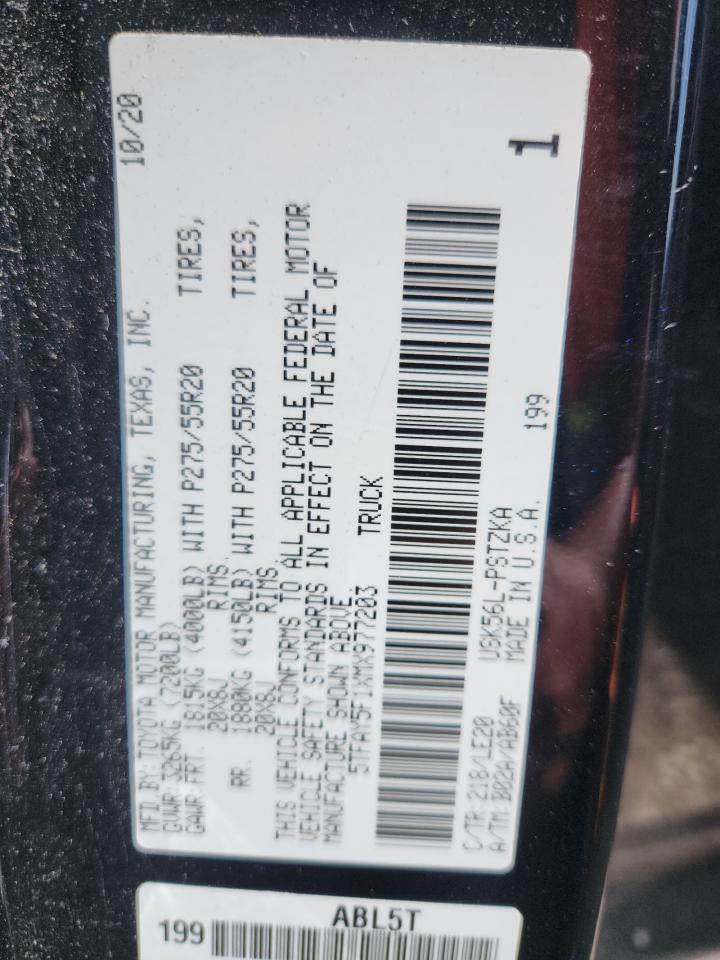 MFD.BY:TOYOTA MOTOR MANUFACTURING, TEXAS, INC. 10/20
GVWR:3265KG (7200LB)
GAWR:FRT. 1815KG (4000LB) WITH P275/55R20 TIRES,
20X8J RIMS.
RR. 1880KG (4150LB) WITH P275/55R20 TIRES,
20X8J RIMS.
THIS VEHICLE CONFORMS TO ALL APPLICABLE FEDERAL MOTOR
VEHICLE SAFETY STANDARDS IN EFFECT ON THE DATE OF
MANUFACTURE SHOWN ABOVE.
5TFAY5F1XMX977203 TRUCK
C/TR:218/LE20 USK56L-PSTZKA
A/TM:B02A/AB60F MADE IN U.S.A. 199
1
ABL5T
199